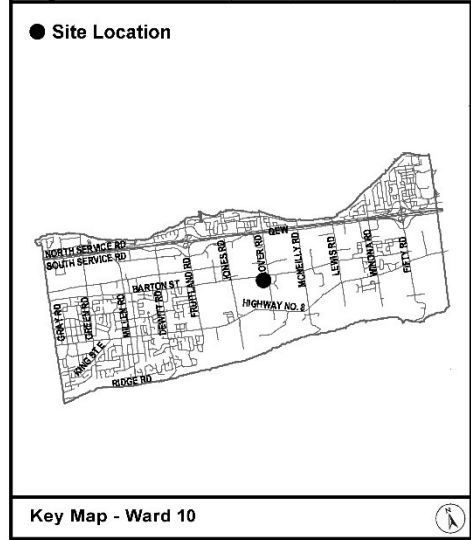 Site Location
NORTH SERVICE RD
SOUTH SERVICE RD
QEW
BARTON ST
HIGHWAY NO. 8
GRAY RD
GREEN RD
MILLEN RD
DEWITT RD
FRUITLAND RD
JONES RD
OVER RD
MCNEILLY RD
LEWIS RD
WINONA RD
FIFTY RD
KING ST E
RIDGE RD
Key Map - Ward 10
N